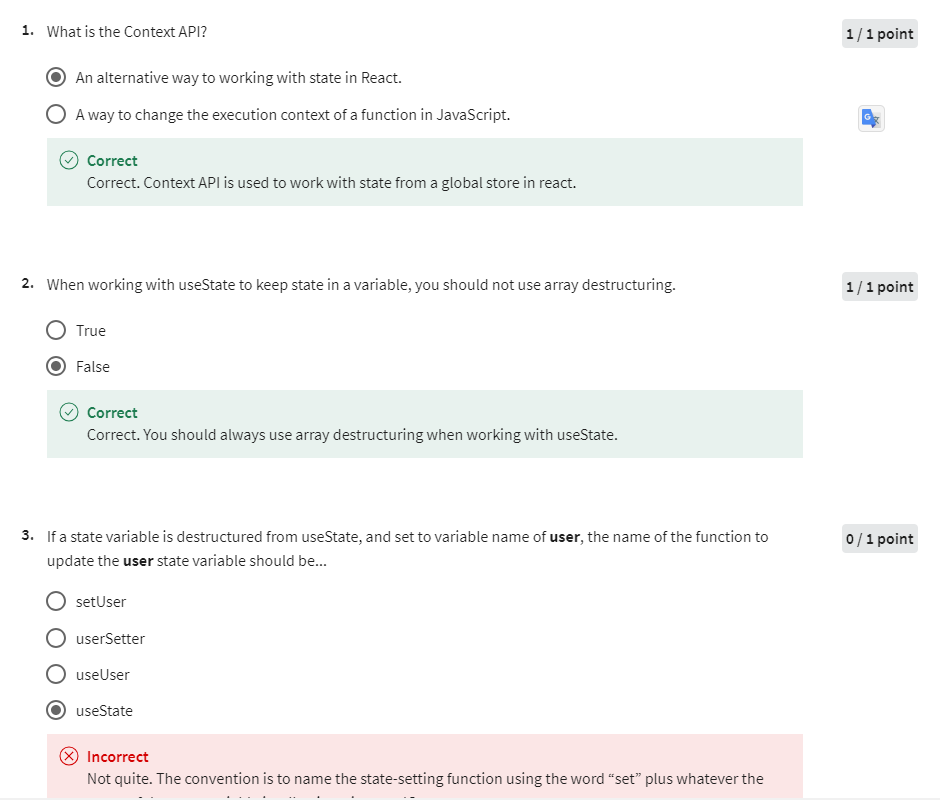 1. What is the Context API?
1 / 1 point
An alternative way to working with state in React.
A way to change the execution context of a function in JavaScript.
Correct
Correct. Context API is used to work with state from a global store in react.
2. When working with useState to keep state in a variable, you should not use array destructuring.
1 / 1 point
True
False
Correct
Correct. You should always use array destructuring when working with useState.
3. If a state variable is destructured from useState, and set to variable name of user, the name of the function to
update the user state variable should be...
0 / 1 point
setUser
userSetter
useUser
useState
Incorrect
Not quite. The convention is to name the state-setting function using the word “set” plus whatever the